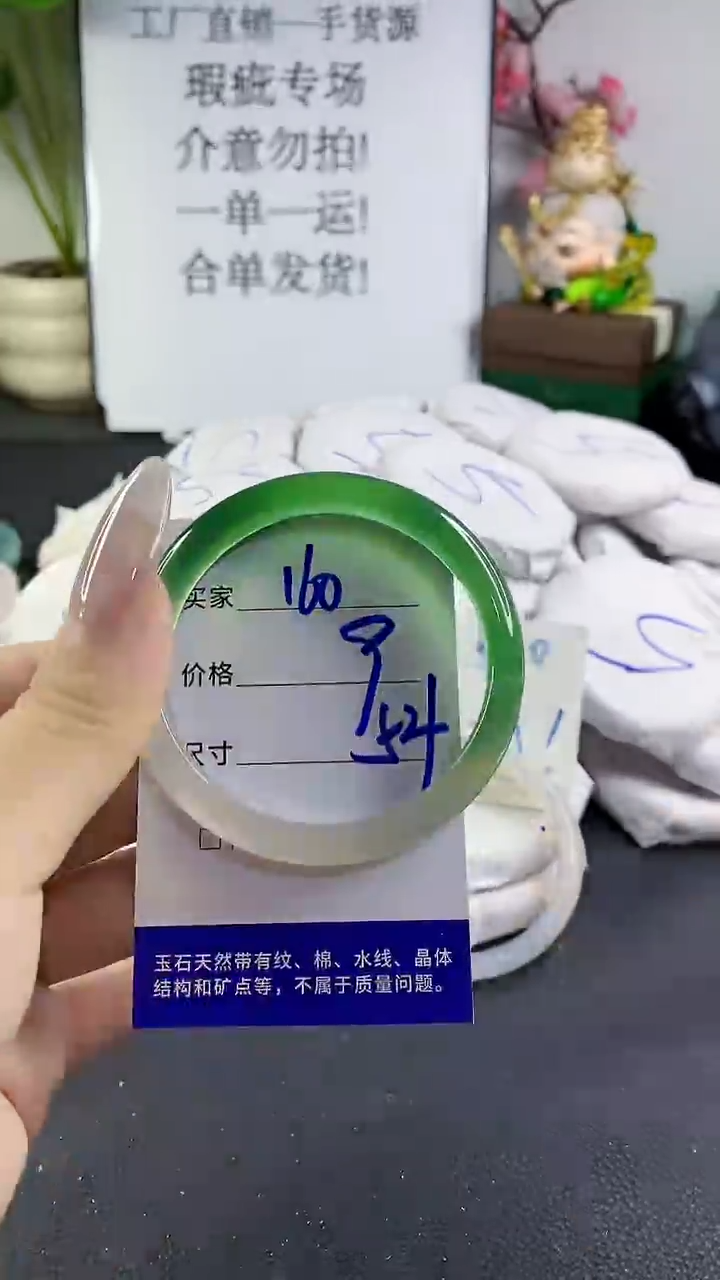 工厂直销一手货源
瑕疵专场
介意勿拍!
一单一运!
合单发货!
买家 160
价格
尺寸 54
玉石天然带有纹、棉、水线、晶体
结构和矿点等，不属于质量问题。